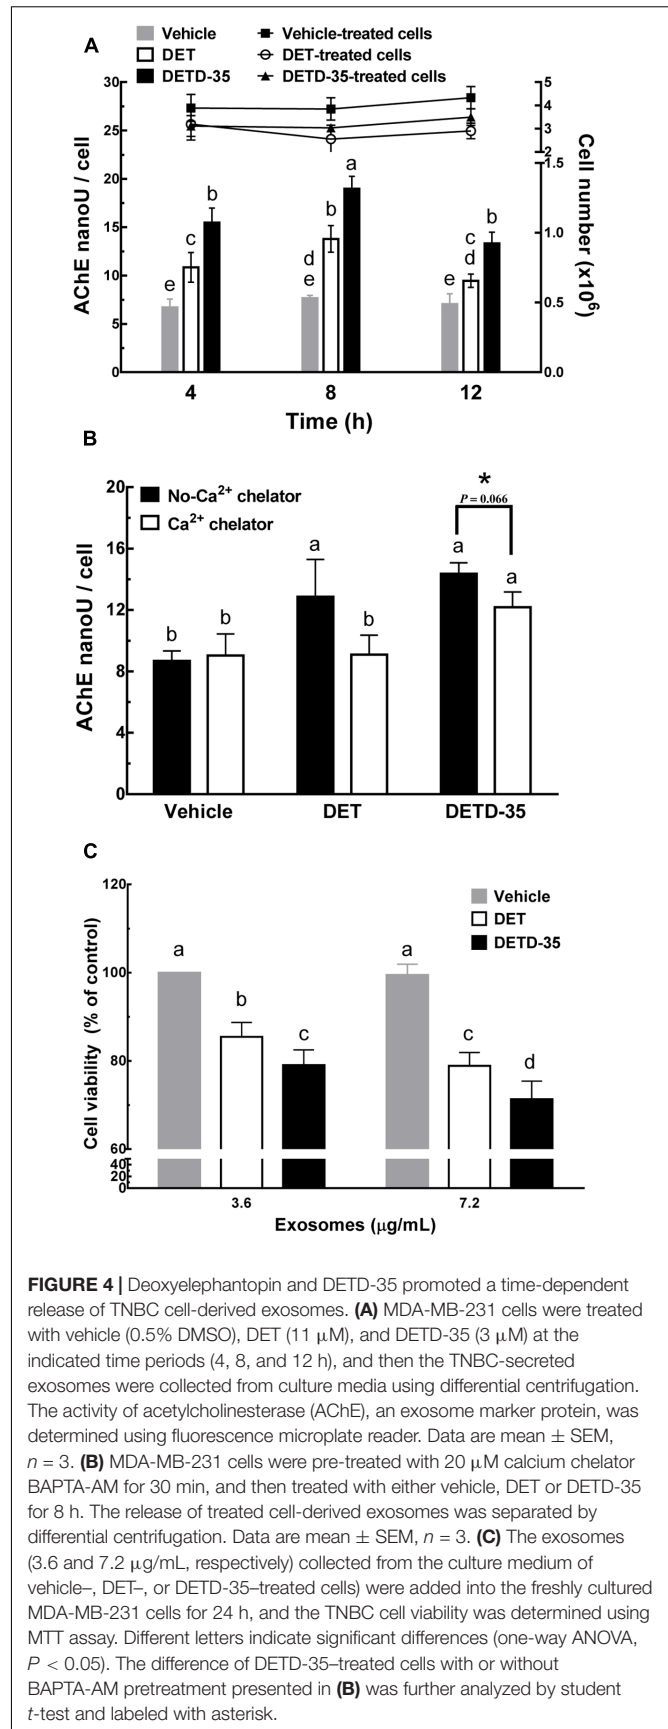 A
Vehicle
DET
DETD-35
Vehicle-treated cells
DET-treated cells
DETD-35-treated cells
AChE nanoU / cell
30
25
20
15
10
5
0
5
4
3
2
1.5
1.0
0.5
0.0
Cell number (x10⁶)
e
c
b
d
e
b
a
e
c
d
b
4
8
12
Time (h)
B
No-Ca²⁺ chelator
Ca²⁺ chelator
AChE nanoU / cell
20
16
12
8
4
0
b
b
a
b
a
a
*
P = 0.066
Vehicle
DET
DETD-35
C
Vehicle
DET
DETD-35
Cell viability (% of control)
120
100
80
60
40
20
0
a
b
c
a
c
d
3.6
7.2
Exosomes (μg/mL)
FIGURE 4 | Deoxyelephantopin and DETD-35 promoted a time-dependent
release of TNBC cell-derived exosomes. (A) MDA-MB-231 cells were treated
with vehicle (0.5% DMSO), DET (11 μM), and DETD-35 (3 μM) at the
indicated time periods (4, 8, and 12 h), and then the TNBC-secreted
exosomes were collected from culture media using differential centrifugation.
The activity of acetylcholinesterase (AChE), an exosome marker protein, was
determined using fluorescence microplate reader. Data are mean ± SEM,
n = 3. (B) MDA-MB-231 cells were pre-treated with 20 μM calcium chelator
BAPTA-AM for 30 min, and then treated with either vehicle, DET or DETD-35
for 8 h. The release of treated cell-derived exosomes was separated by
differential centrifugation. Data are mean ± SEM, n = 3. (C) The exosomes
(3.6 and 7.2 μg/mL, respectively) collected from the culture medium of
vehicle–, DET–, or DETD-35–treated cells) were added into the freshly cultured
MDA-MB-231 cells for 24 h, and the TNBC cell viability was determined using
MTT assay. Different letters indicate significant differences (one-way ANOVA,
P < 0.05). The difference of DETD-35–treated cells with or without
BAPTA-AM pretreatment presented in (B) was further analyzed by student
t-test and labeled with asterisk.